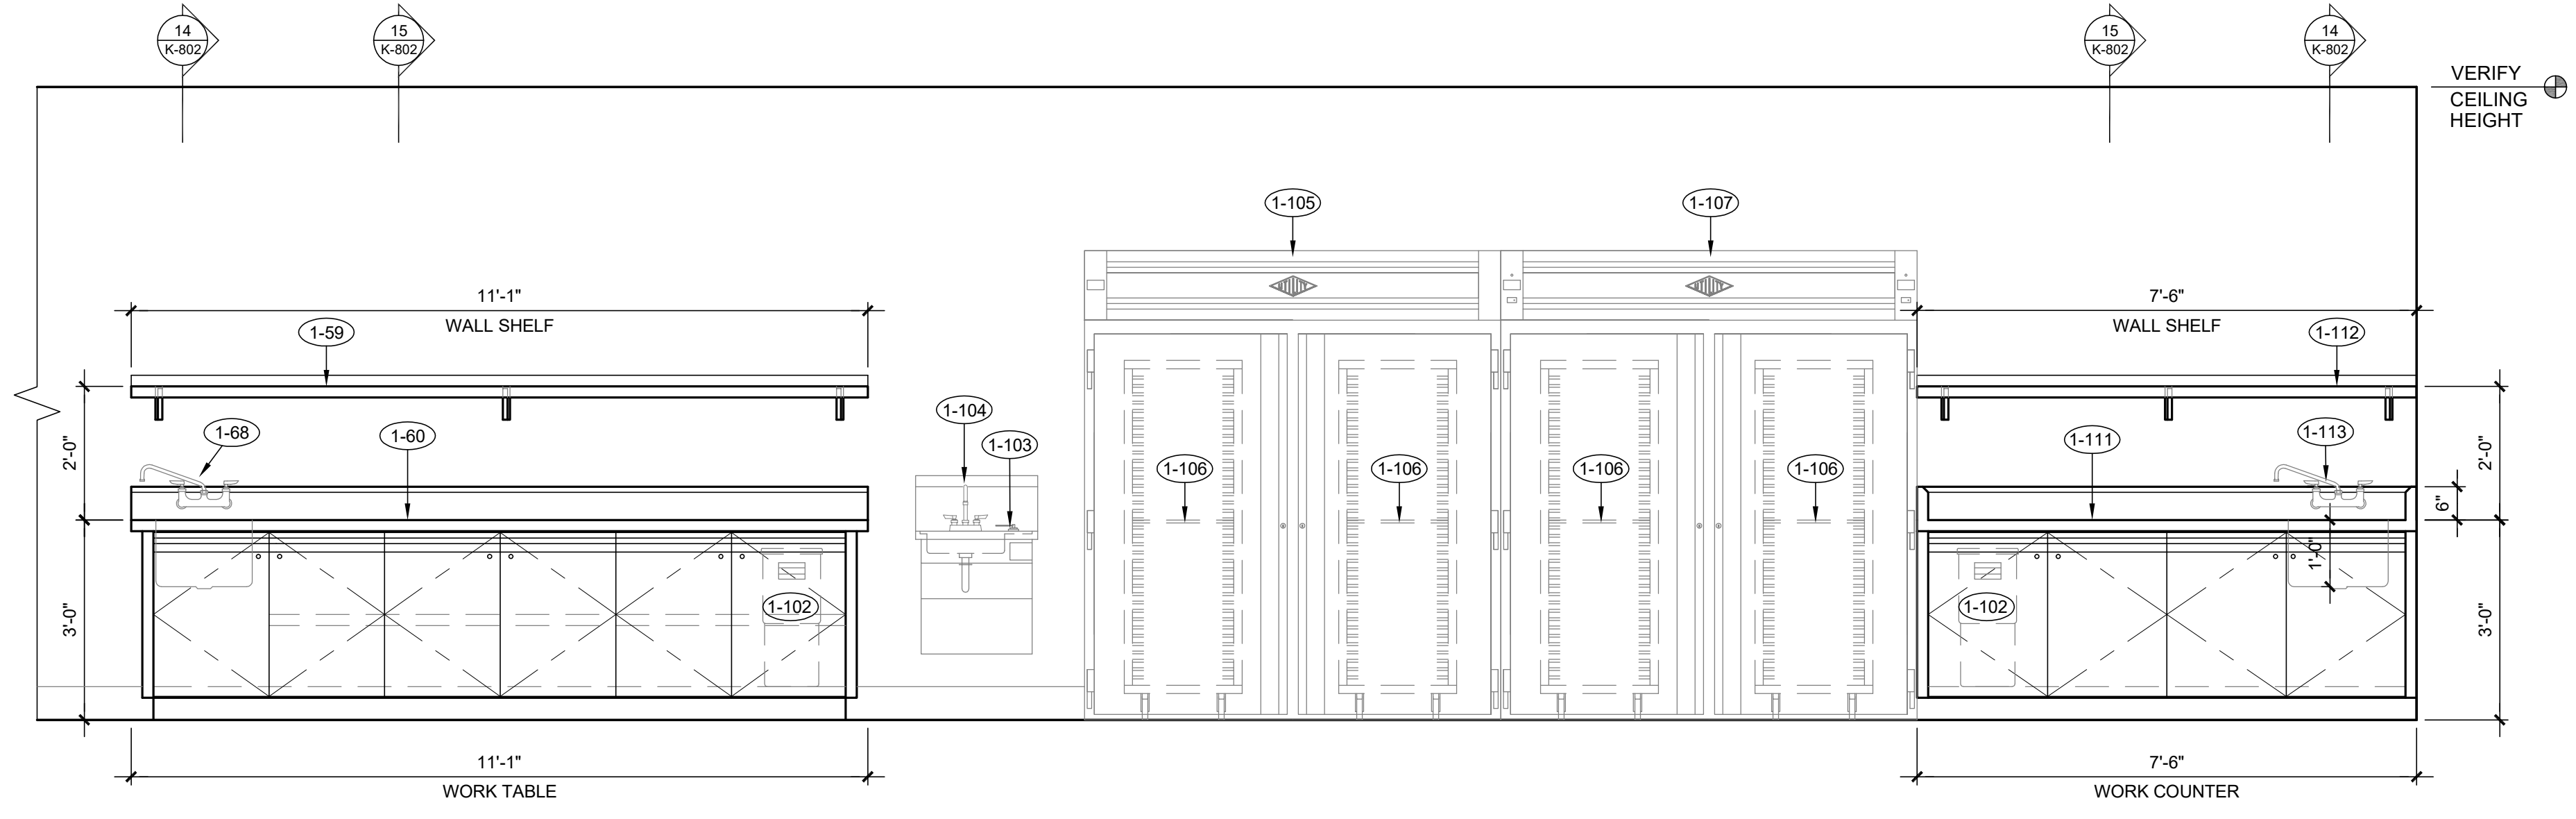 14
K-802
15
K-802
15
K-802
14
K-802
VERIFY
CEILING
HEIGHT
1-105
1-107
UTILITY
UTILITY
11'-1"
WALL SHELF
7'-6"
WALL SHELF
1-59
1-112
1-68
1-60
1-104
1-103
1-111
1-113
2'-0"
2'-0"
6"
1-106
1-106
1-106
1-106
1'-0"
3'-0"
1-102
1-102
3'-0"
11'-1"
WORK TABLE
7'-6"
WORK COUNTER